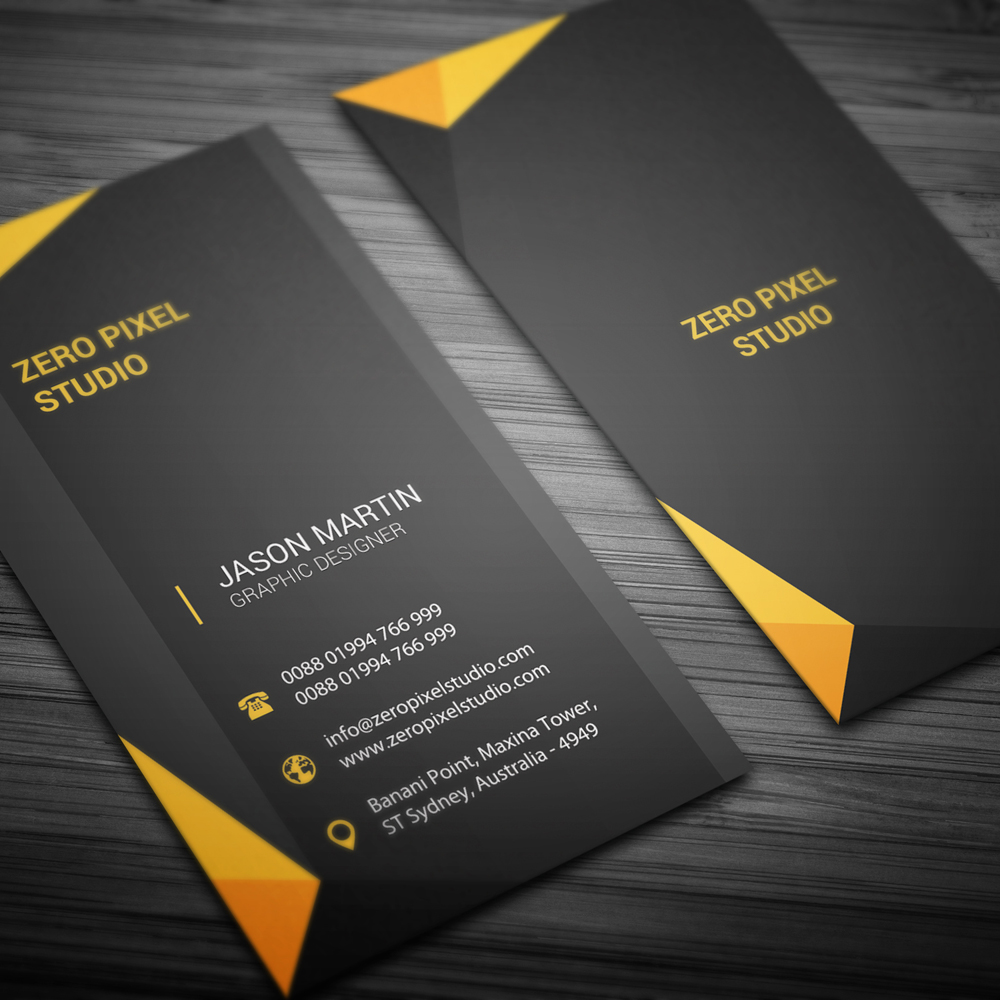 ZERO PIXEL
STUDIO
JASON MARTIN
GRAPHIC DESIGNER
0088 01994 766 999
0088 01994 766 999
info@zeropixelstudio.com
www.zeropixelstudio.com
Banani Point, Maxina Tower,
ST Sydney, Australia - 4949
ZERO PIXEL
STUDIO